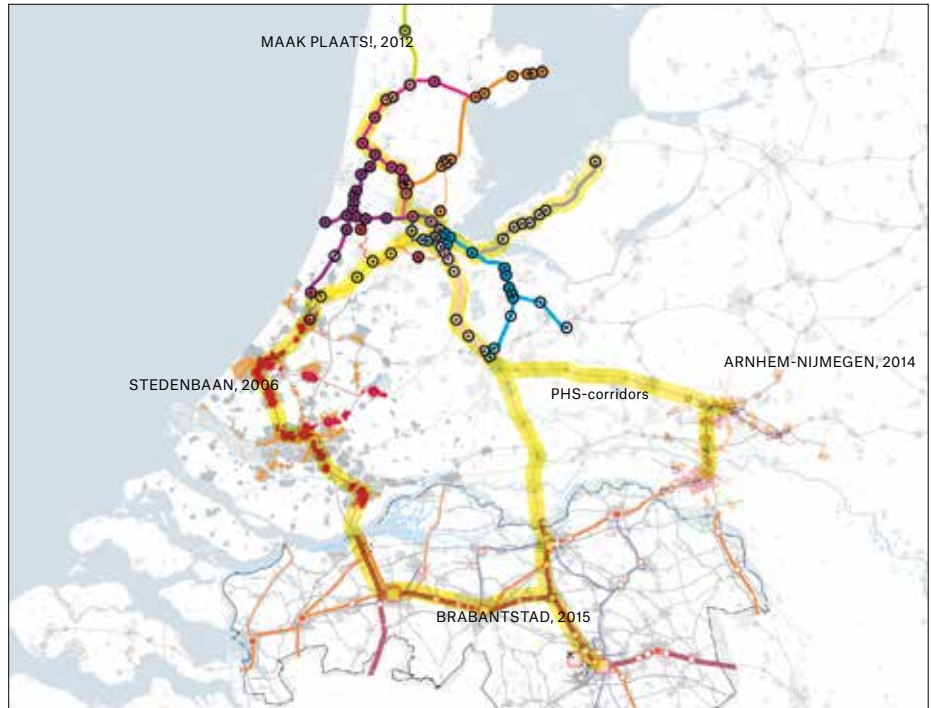 MAAK PLAATS!, 2012
ARNHEM-NIJMEGEN, 2014
STEDENBAAN, 2006
PHS-corridors
BRABANTSTAD, 2015